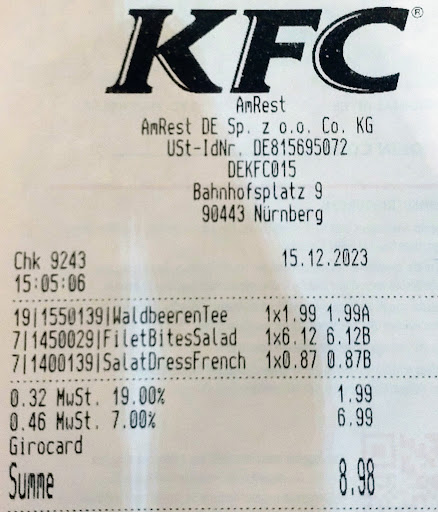 KFC®
AmRest
AmRest DE Sp. z o.o. Co. KG
USt-IdNr. DE815695072
DEKFC015
Bahnhofsplatz 9
90443 Nürnberg
Chk 9243 15.12.2023
15:05:06
19|1550139|WaldbeerenTee 1x1.99 1.99A
7|1450029|FiletBitesSalad 1x6.12 6.12B
7|1400139|SalatDressFrench 1x0.87 0.87B
0.32 MwSt. 19.00% 1.99
0.46 MwSt. 7.00% 6.99
Girocard
Summe 8.98